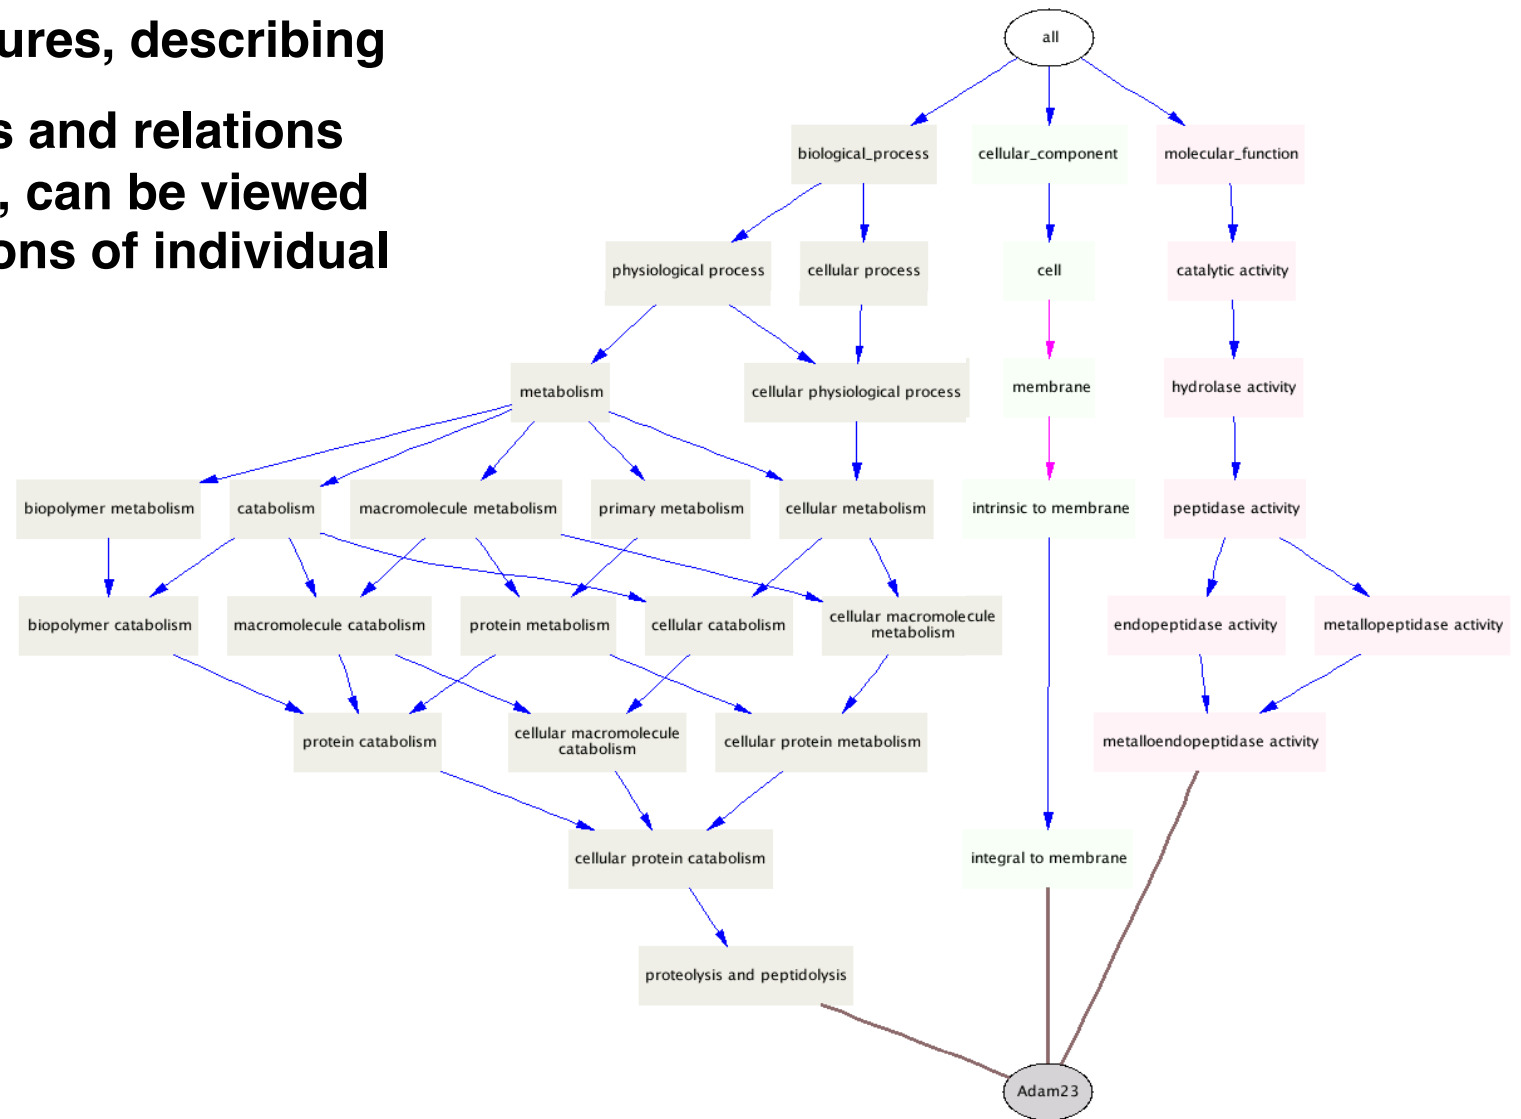 ures, describing
s and relations
, can be viewed
ons of individual
all
biological_process
cellular_component
molecular_function
physiological process
cellular process
cell
catalytic activity
metabolism
cellular physiological process
membrane
hydrolase activity
biopolymer metabolism
catabolism
macromolecule metabolism
primary metabolism
cellular metabolism
intrinsic to membrane
peptidase activity
biopolymer catabolism
macromolecule catabolism
protein metabolism
cellular catabolism
cellular macromolecule
metabolism
endopeptidase activity
metallopeptidase activity
protein catabolism
cellular macromolecule
catabolism
cellular protein metabolism
metalloendopeptidase activity
cellular protein catabolism
integral to membrane
proteolysis and peptidolysis
Adam23